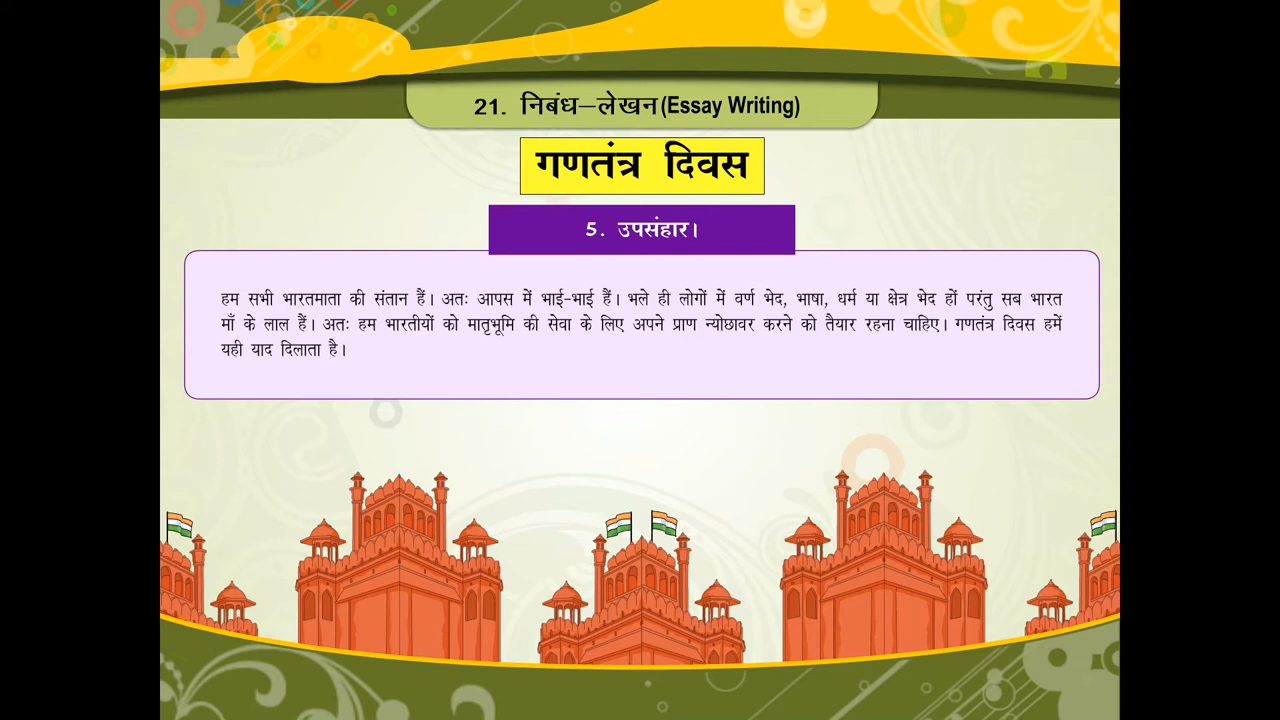 21. निबंध–लेखन(Essay Writing)
गणतंत्र दिवस
5. उपसंहार।
हम सभी भारतमाता की संतान हैं। अतः आपस में भाई-भाई हैं। भले ही लोगों में वर्ण भेद, भाषा, धर्म या क्षेत्र भेद हों परंतु सब भारत
माँ के लाल हैं। अतः हम भारतीयों को मातृभूमि की सेवा के लिए अपने प्राण न्योछावर करने को तैयार रहना चाहिए। गणतंत्र दिवस हमें
यही याद दिलाता है।